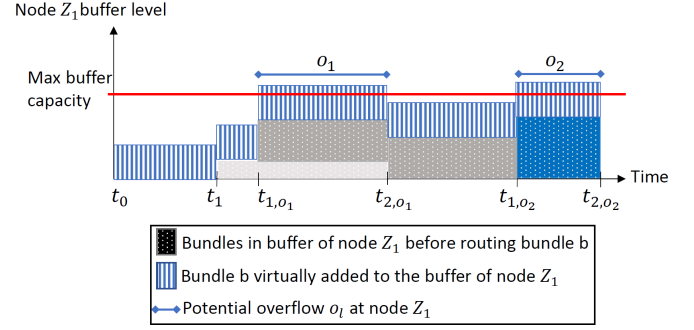 Node Z₁ buffer level
o₁
o₂
Max buffer
capacity
Time
t₀
t₁
t₁,ₒ₁
t₂,ₒ₁
t₁,ₒ₂
t₂,ₒ₂
Bundles in buffer of node Z₁ before routing bundle b
Bundle b virtually added to the buffer of node Z₁
Potential overflow oₗ at node Z₁